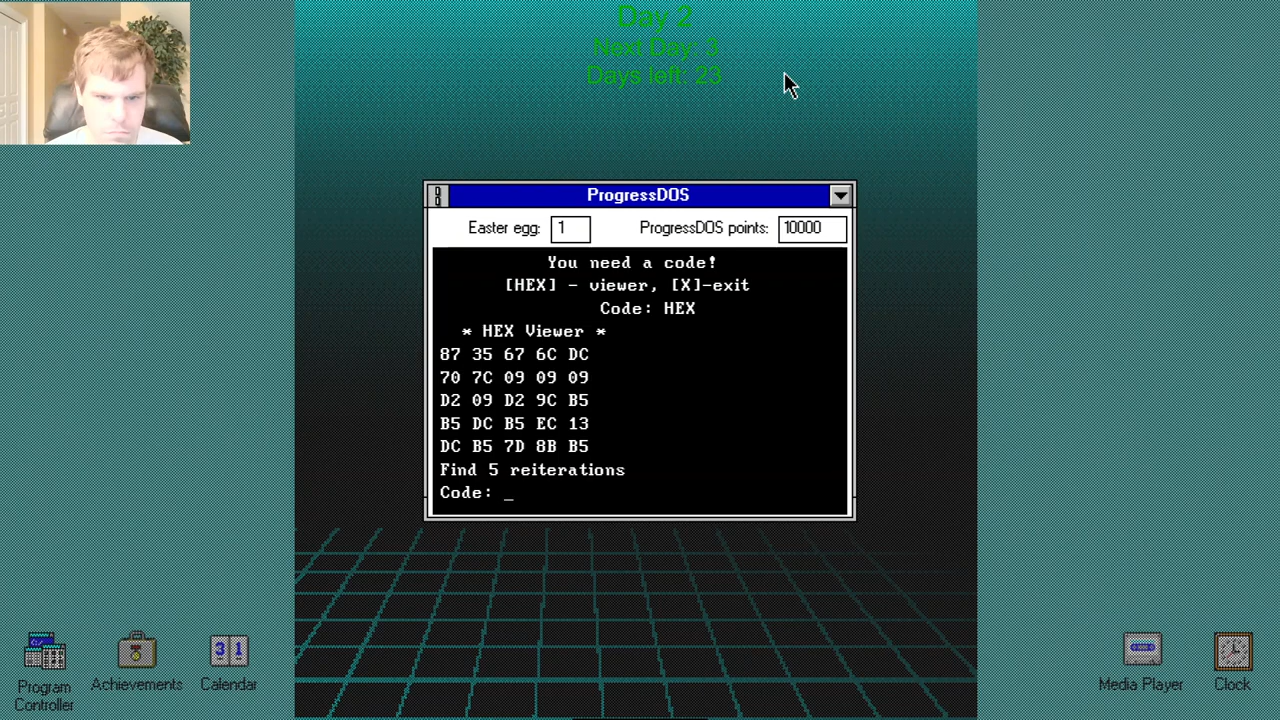 Day 2
Next Day: 3
Days left: 23
ProgressDOS
Easter egg: 1 ProgressDOS points: 10000
You need a code!
[HEX] - viewer, [X]-exit
Code: HEX
* HEX Viewer *
87 35 67 6C DC
70 7C 09 09 09
D2 09 D2 9C B5
B5 DC B5 EC 13
DC B5 7D 8B B5
Find 5 reiterations
Code: _
Program Controller
Achievements
31
Calendar
Media Player
Clock